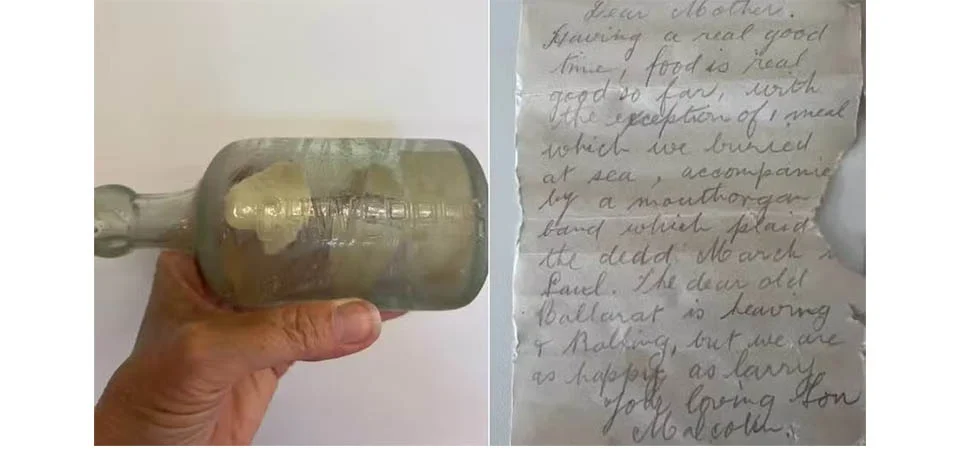 Dear Mother.
Having a real good
time, food is real
good so far, with
the exception of 1 meal
which we buried
at sea, accompanie
by a mouthorgan
band which plaid
the dedd March
Saul. The dear old
Ballarat is heaving
& Rolling, but we are
as happy as larry
Your loving Son
Malcolm.